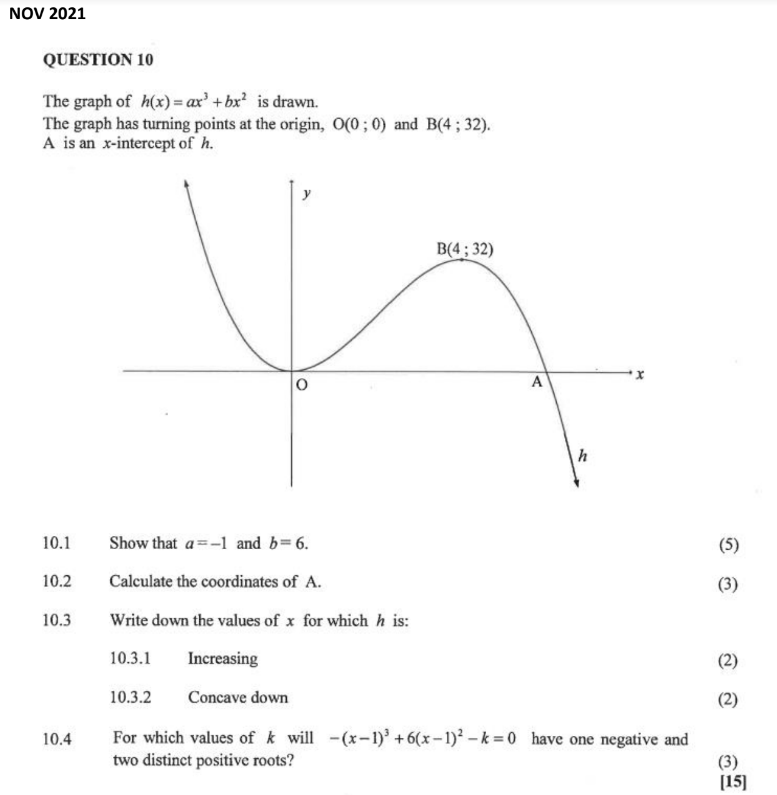 NOV 2021
QUESTION 10
The graph of h(x) = ax³ + bx² is drawn.
The graph has turning points at the origin, O(0 ; 0) and B(4 ; 32).
A is an x-intercept of h.
y
B(4 ; 32)
x
O
A
h
10.1 Show that a = −1 and b = 6. (5)
10.2 Calculate the coordinates of A. (3)
10.3 Write down the values of x for which h is:
10.3.1 Increasing (2)
10.3.2 Concave down (2)
10.4 For which values of k will −(x − 1)³ + 6(x − 1)² − k = 0 have one negative and
two distinct positive roots? (3)
[15]